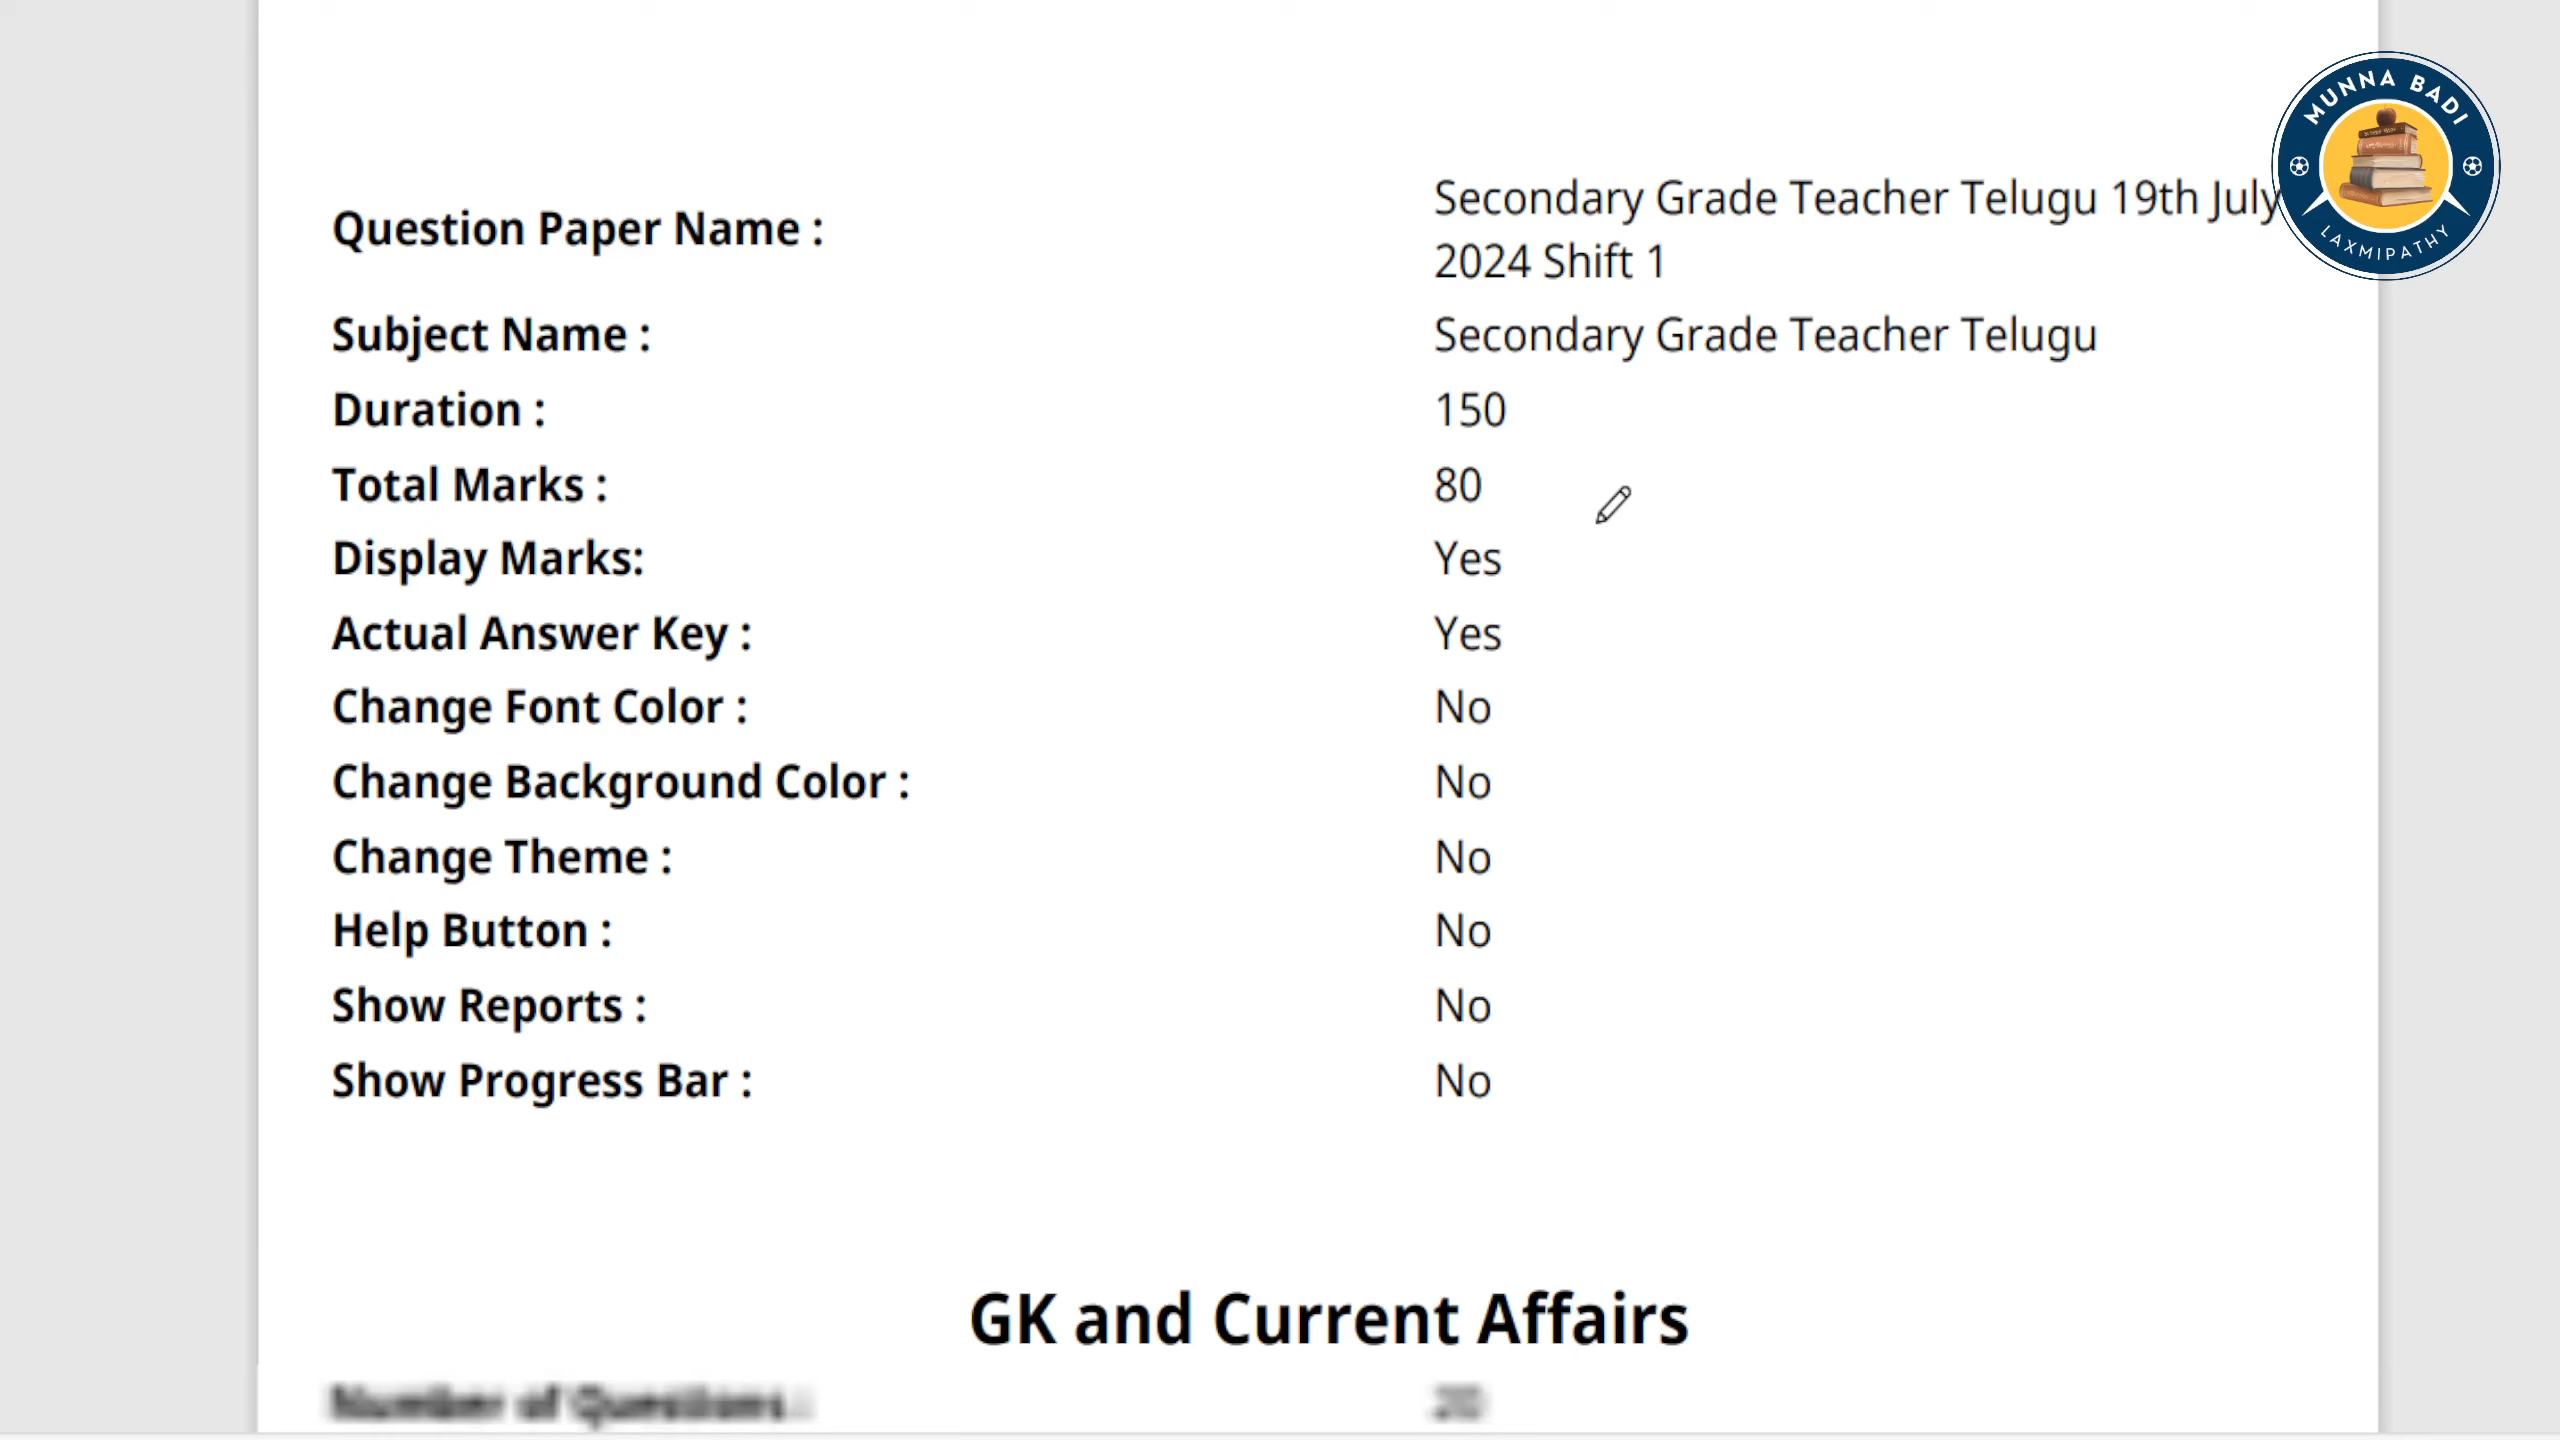 MUNNA BADI
LAXMIPATHY
Question Paper Name :
Secondary Grade Teacher Telugu 19th July
2024 Shift 1
Subject Name : Secondary Grade Teacher Telugu
Duration : 150
Total Marks : 80
Display Marks: Yes
Actual Answer Key : Yes
Change Font Color : No
Change Background Color : No
Change Theme : No
Help Button : No
Show Reports : No
Show Progress Bar : No
GK and Current Affairs
Number of Questions :